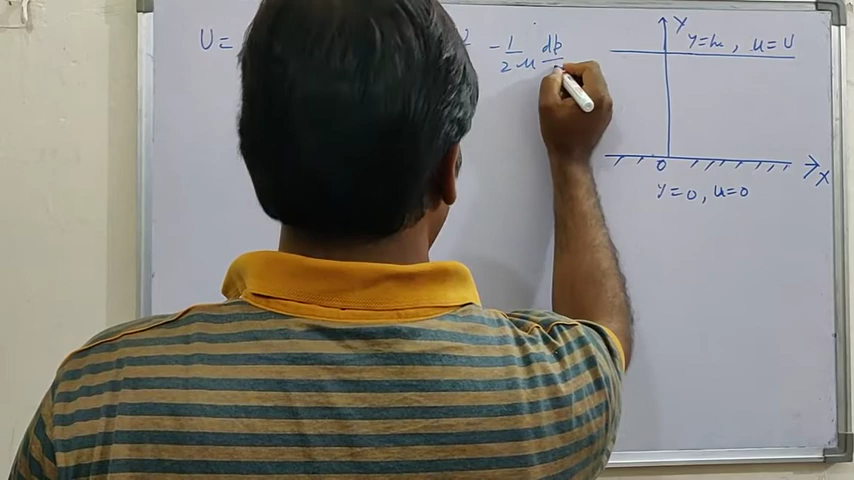 U=
- 1/2μ dp
Y
y=h, u=U
0
X
y=0, u=0